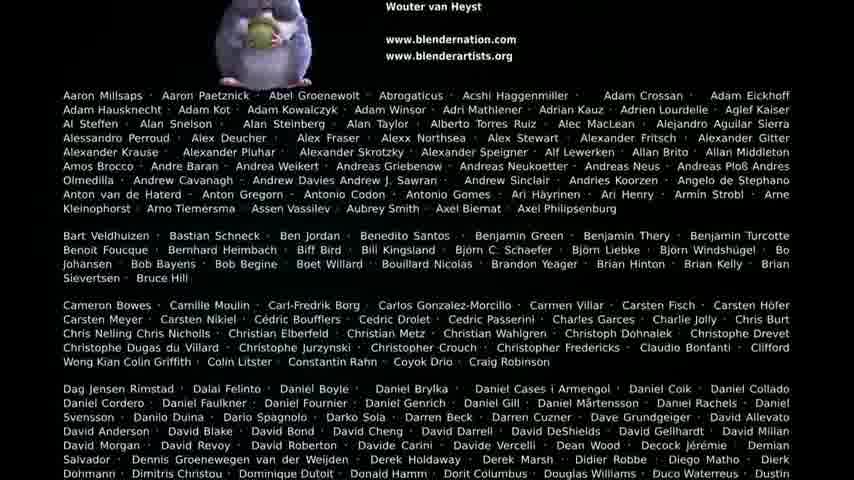 Wouter van Heyst
www.blendernation.com
www.blenderartists.org
Aaron Millsaps · Aaron Paetznick · Abel Groenewolt · Abrogaticus · Acshi Haggenmiller · Adam Crossan · Adam Eickhoff
Adam Hausknecht · Adam Kot · Adam Kowalczyk · Adam Winsor · Adri Mathlener · Adrian Kauz · Adrien Lourdelle · Aglef Kaiser
Al Steffen · Alan Snelson · Alan Steinberg · Alan Taylor · Alberto Torres Ruiz · Alec MacLean · Alejandro Aguilar Sierra
Alessandro Perroud · Alex Deucher · Alex Fraser · Alexx Northsea · Alex Stewart · Alexander Fritsch · Alexander Gitter
Alexander Krause · Alexander Pluhar · Alexander Skrotzky · Alexander Speigner · Alf Lewerken · Allan Brito · Allan Middleton
Amos Brocco · Andre Baran · Andrea Weikert · Andreas Griebenow · Andreas Neukoetter · Andreas Neus · Andreas Ploß Andres
Olmedilla · Andrew Cavanagh · Andrew Davies Andrew J. Sawran · Andrew Sinclair · Andries Koorzen · Angelo de Stephano
Anton van de Haterd · Anton Gregorn · Antonio Codon · Antonio Gomes · Ari Häyrinen · Ari Henry · Armin Strobl · Arne
Kleinophorst · Arno Tiemersma · Assen Vassilev · Aubrey Smith · Axel Biemat · Axel Philipsenburg
Bart Veldhuizen · Bastian Schneck · Ben Jordan · Benedito Santos · Benjamin Green · Benjamin Thery · Benjamin Turcotte
Benoit Foucque · Bernhard Heimbach · Biff Bird · Bill Kingsland · Björn C. Schaefer · Björn Liebke · Björn Windshügel · Bo
Johansen · Bob Bayens · Bob Begine · Boet Willard · Bouillard Nicolas · Brandon Yeager · Brian Hinton · Brian Kelly · Brian
Sievertsen · Bruce Hill
Cameron Bowes · Camille Moulin · Carl-Fredrik Borg · Carlos Gonzalez-Morcillo · Carmen Villar · Carsten Fisch · Carsten Höfer
Carsten Meyer · Carsten Nikiel · Cédric Boufflers · Cedric Drolet · Cedric Passerini · Charles Garces · Charlie Jolly · Chris Burt
Chris Nelling Chris Nicholls · Christian Elberfeld · Christian Metz · Christian Wahlgren · Christoph Döhnalek · Christophe Drevet
Christophe Dugas du Villard · Christophe Jurzynski · Christopher Crouch · Christopher Fredericks · Claudio Bonfanti · Clifford
Wong Kian Colin Griffith · Colin Litster · Constantin Rahn · Coyok Drio · Craig Robinson
Dag Jensen Rimstad · Dalai Felinto · Daniel Boyle · Daniel Brylka · Daniel Cases i Armengol · Daniel Coik · Daniel Collado
Daniel Cordero · Daniel Faulkner · Daniel Fournier · Daniel Genrich · Daniel Gill · Daniel Mårtensson · Daniel Rachels · Daniel
Svensson · Danilo Duina · Dario Spagnolo · Darko Sola · Darren Beck · Darren Cuzner · Dave Grundgeiger · David Allevato
David Anderson · David Blake · David Bond · David Cheng · David Darrell · David DeShields · David Gellhardt · David Milian
David Morgan · David Revoy · David Roberton · Davide Carini · Davide Vercelli · Dean Wood · Decock Jérémie · Demian
Salvador · Dennis Groenewegen van der Weijden · Derek Holdaway · Derek Marsh · Didier Robbe · Diego Matho · Dierk
Dohmann · Dimitris Christou · Dominique Dutoit · Donald Hamm · Dorit Columbus · Douglas Williams · Duco Waterreus · Dustin